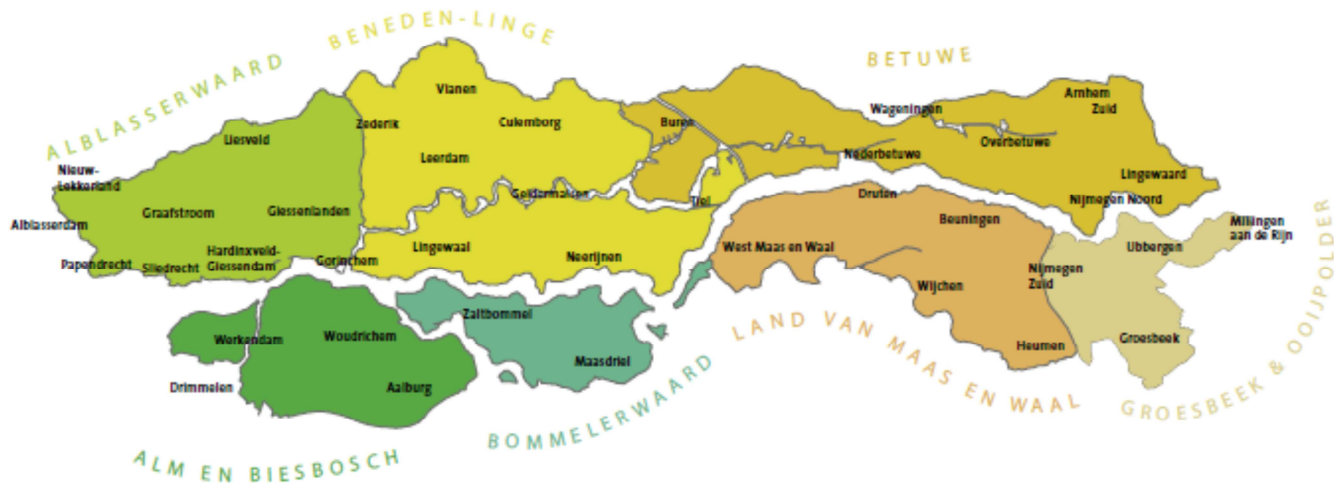 ALBLASSERWAARD
BENEDEN-LINGE
BETUWE
Vianen
Culemborg
Zederik
Leerdam
Liesveld
Nieuw-
Lekkerland
Graafstroom
Giessenlanden
Alblasserdam
Papendrecht
Sliedrecht
Hardinxveld-
Giessendam
Gorinchem
Geldermalsen
Lingewaal
Neerijnen
Buren
Tiel
Wageningen
Arnhem
Zuid
Overbetuwe
Nederbetuwe
Lingewaard
Nijmegen Noord
Druten
Beuningen
West Maas en Waal
Wijchen
Nijmegen
Zuid
Heumen
Ubbergen
Millingen
aan de Rijn
Groesbeek
Werkendam
Woudrichem
Drimmelen
Aalburg
Zaltbommel
Maasdriel
ALM EN BIESBOSCH
BOMMELERWAARD
LAND VAN MAAS EN WAAL
GROESBEEK & OOIJPOLDER